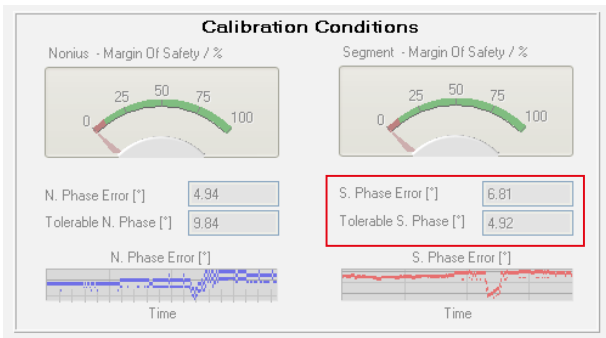 Calibration Conditions
Nonius - Margin Of Safety / %
0 25 50 75 100
N. Phase Error [°] 4.94
Tolerable N. Phase [°] 9.84
N. Phase Error [°]
Time
Segment - Margin Of Safety / %
0 25 50 75 100
S. Phase Error [°] 6.81
Tolerable S. Phase [°] 4.92
S. Phase Error [°]
Time